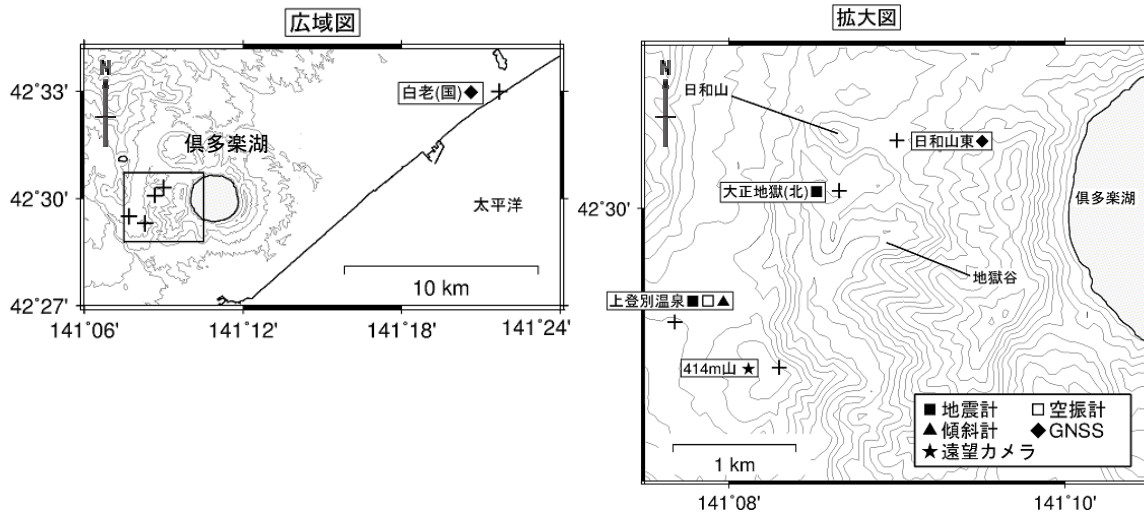 広域図
N
42˚33'
白老(国)◆
倶多楽湖
42˚30'
太平洋
10 km
42˚27'
141˚06'
141˚12'
141˚18'
141˚24'
拡大図
N
日和山
日和山東◆
大正地獄(北)■
倶多楽湖
42˚30'
地獄谷
上登別温泉■□▲
414m山 ★
■ 地震計 □ 空振計
▲ 傾斜計 ◆ GNSS
★ 遠望カメラ
1 km
141˚08'
141˚10'